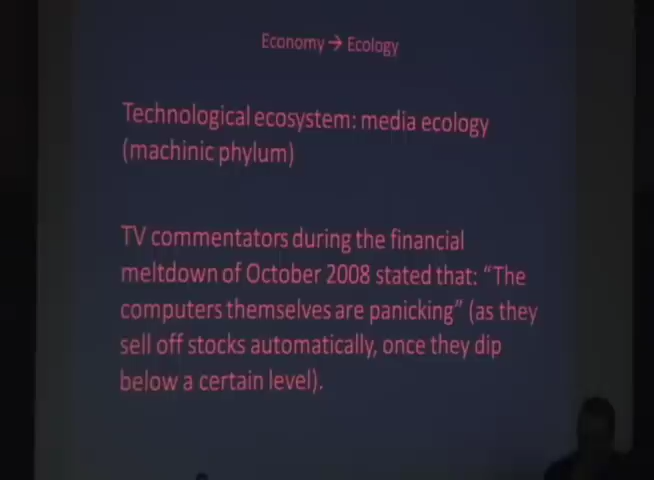 Economy → Ecology
Technological ecosystem: media ecology
(machinic phylum)
TV commentators during the financial
meltdown of October 2008 stated that: “The
computers themselves are panicking” (as they
sell off stocks automatically, once they dip
below a certain level).